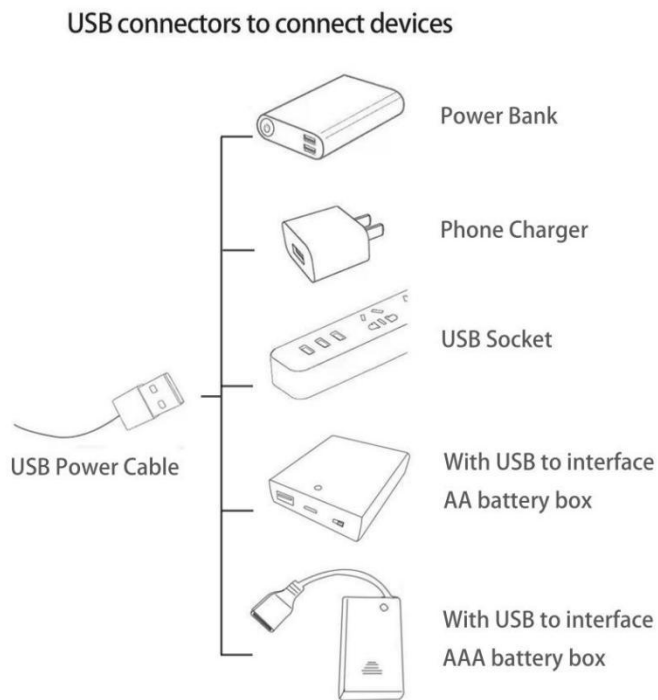 USB connectors to connect devices
Power Bank
Phone Charger
USB Socket
USB Power Cable
With USB to interface
AA battery box
With USB to interface
AAA battery box